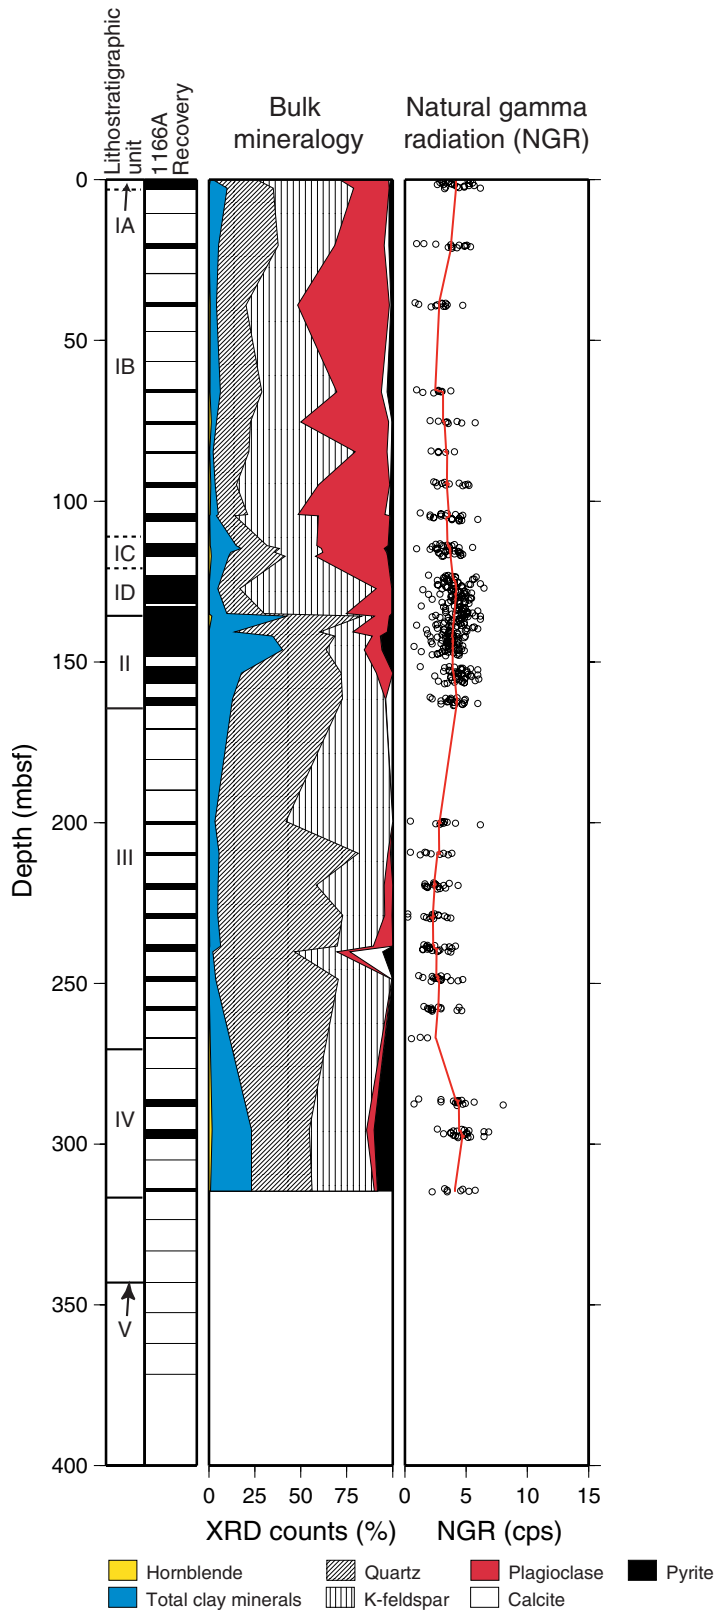 Lithostratigraphic
unit
1166A
Recovery
Bulk
mineralogy
Natural gamma
radiation (NGR)
0
50
100
150
200
250
300
350
400
Depth (mbsf)
IA
IB
IC
ID
II
III
IV
V
0 25 50 75
XRD counts (%)
0 5 10 15
NGR (cps)
Hornblende
Quartz
Plagioclase
Pyrite
Total clay minerals
K-feldspar
Calcite